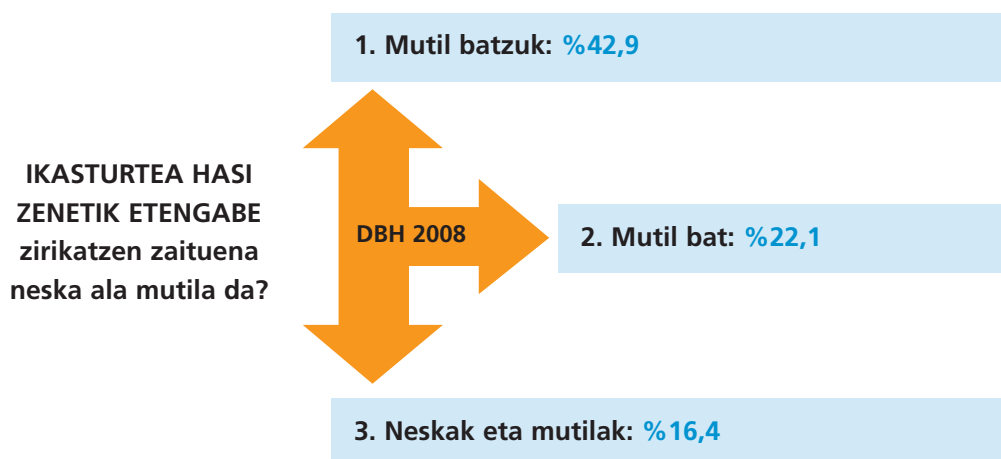 1. Mutil batzuk: %42,9
IKASTURTEA HASI
ZENETIK ETENGABE
zirikatzen zaituena
neska ala mutila da?
DBH 2008
2. Mutil bat: %22,1
3. Neskak eta mutilak: %16,4